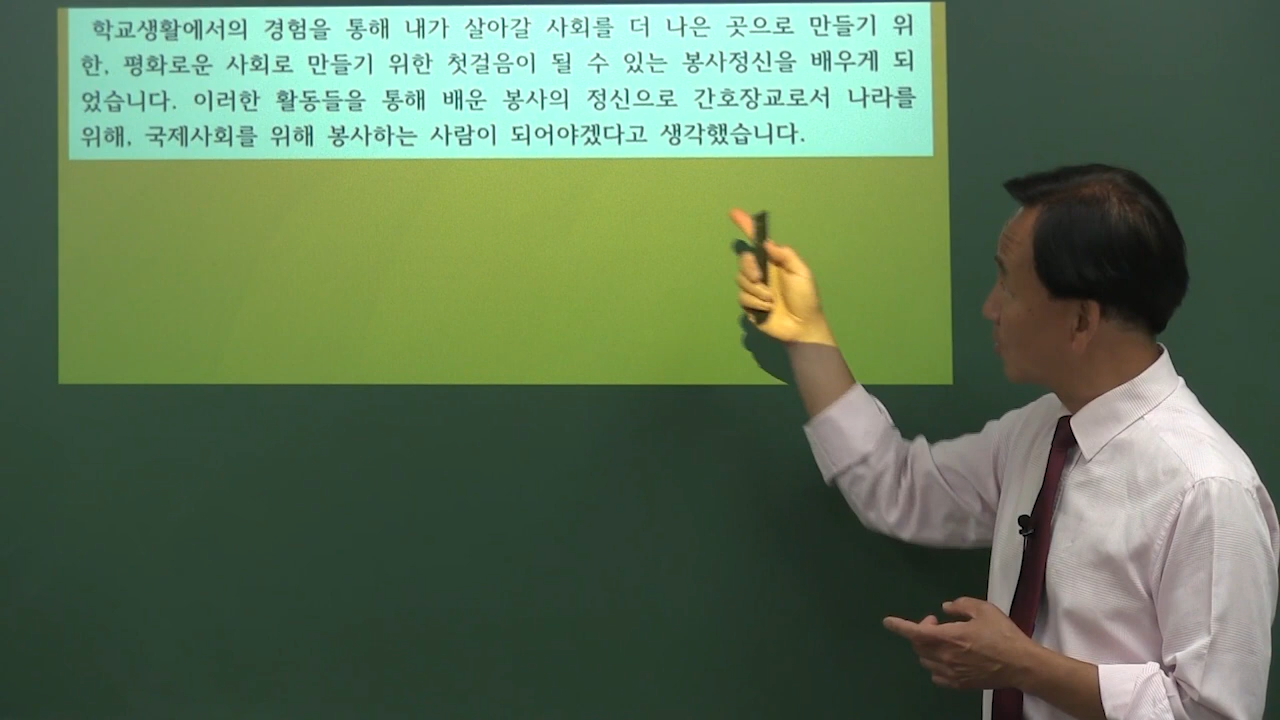 학교생활에서의 경험을 통해 내가 살아갈 사회를 더 나은 곳으로 만들기 위
한, 평화로운 사회로 만들기 위한 첫걸음이 될 수 있는 봉사정신을 배우게 되
었습니다. 이러한 활동들을 통해 배운 봉사의 정신으로 간호장교로서 나라를
위해, 국제사회를 위해 봉사하는 사람이 되어야겠다고 생각했습니다.